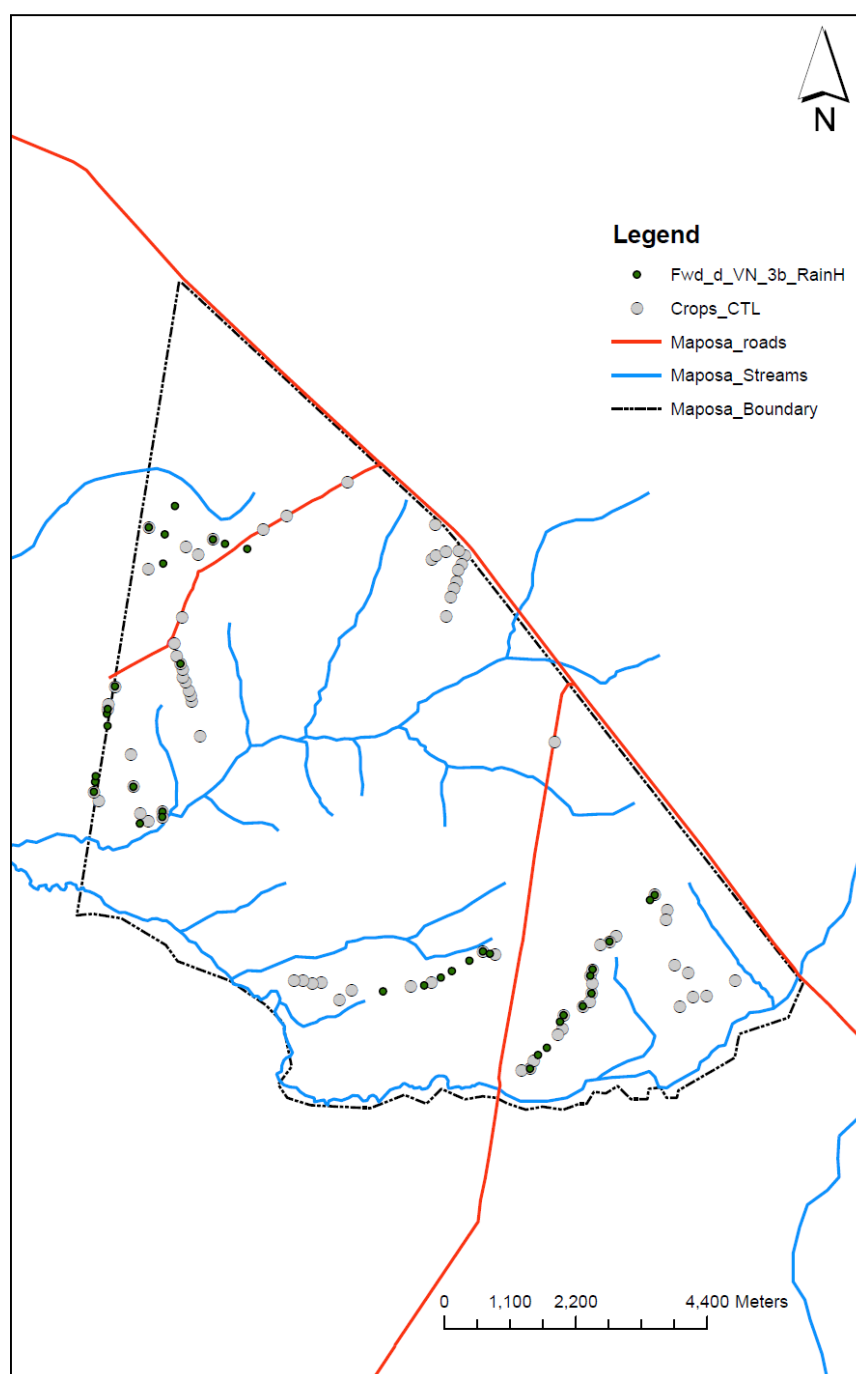 N
Legend
Fwd_d_VN_3b_RainH
Crops_CTL
Maposa_roads
Maposa_Streams
Maposa_Boundary
0 1,100 2,200 4,400 Meters